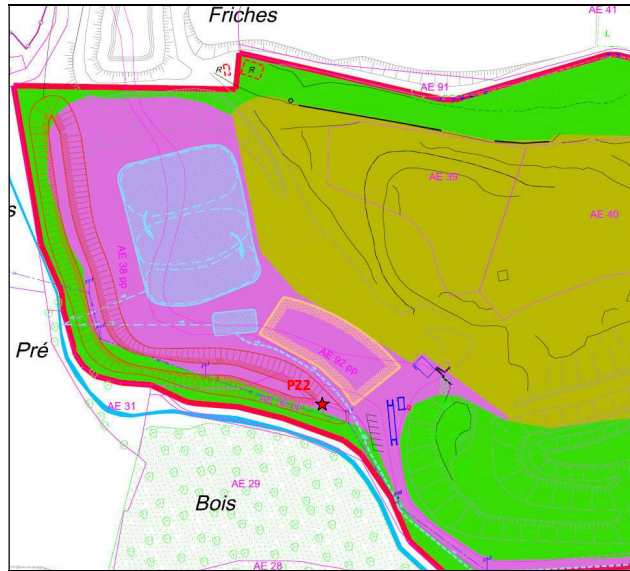 Friches
AE 41
R
R
AE 91
AE 39
AE 40
s
AE 38 pp
Pré
AE 92 pp
PZ2
AE 31
AE 29
Bois
AE 28